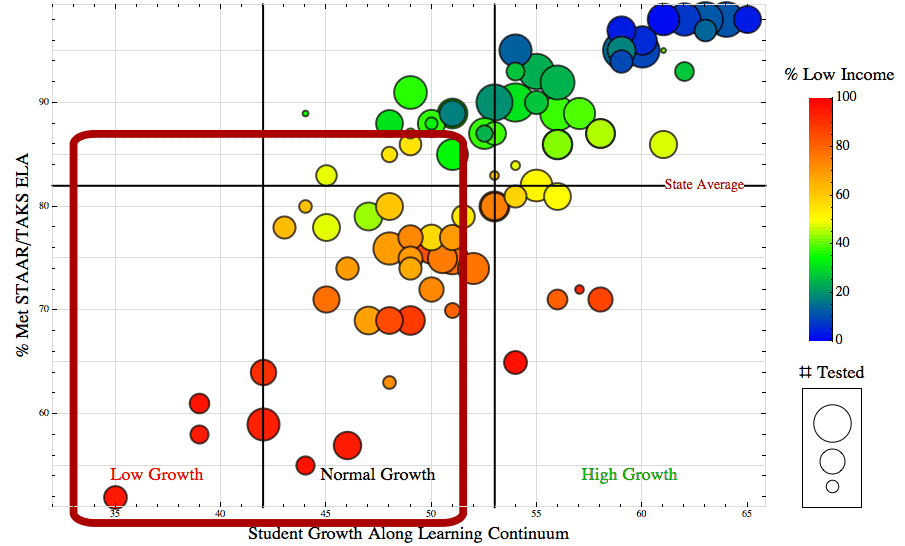 % Low Income
100
80
60
40
20
0
# Tested
% Met STAAR/TAKS ELA
90
80
70
60
State Average
Low Growth
Normal Growth
High Growth
35
40
45
50
55
60
65
Student Growth Along Learning Continuum